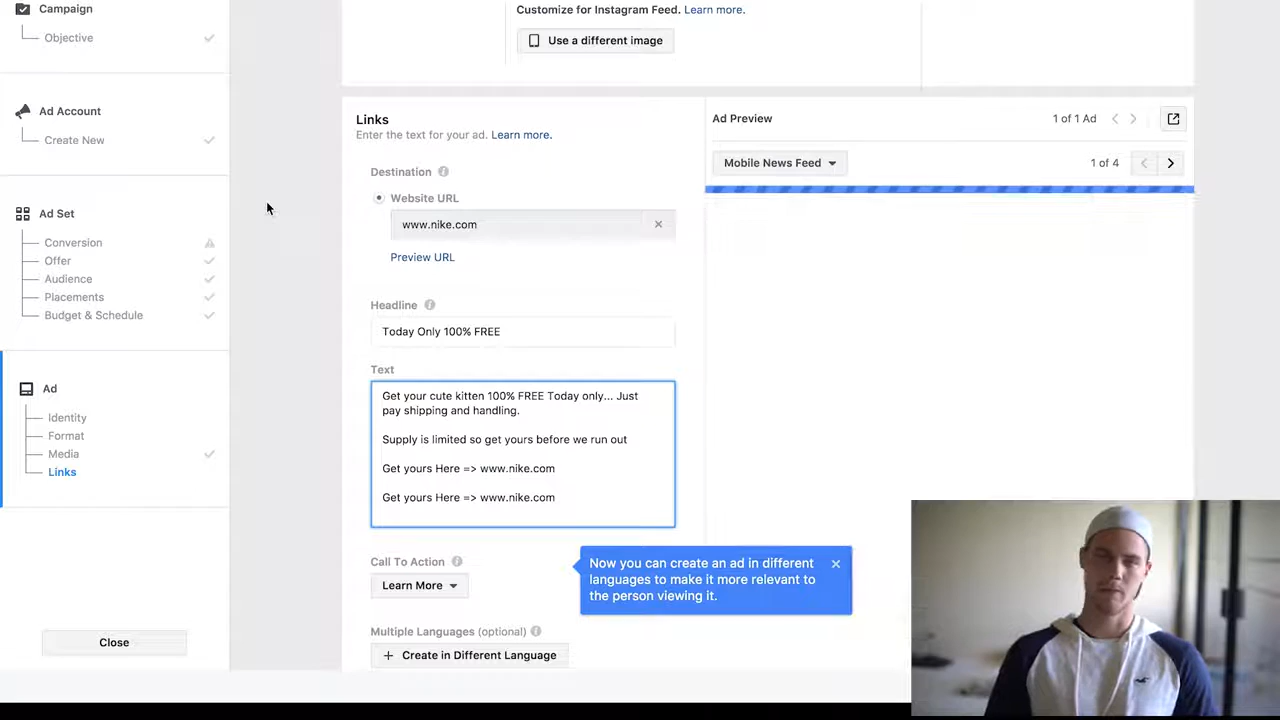 Campaign
Objective
Ad Account
Create New
Ad Set
Conversion
Offer
Audience
Placements
Budget & Schedule
Ad
Identity
Format
Media
Links
Close
Customize for Instagram Feed. Learn more.
Use a different image
Links
Enter the text for your ad. Learn more.
Destination
Website URL
www.nike.com
Preview URL
Headline
Today Only 100% FREE
Text
Get your cute kitten 100% FREE Today only... Just
pay shipping and handling.
Supply is limited so get yours before we run out
Get yours Here => www.nike.com
Get yours Here => www.nike.com
Call To Action
Learn More
Multiple Languages (optional)
+ Create in Different Language
Now you can create an ad in different
languages to make it more relevant to
the person viewing it.
Ad Preview
1 of 1 Ad
Mobile News Feed
1 of 4